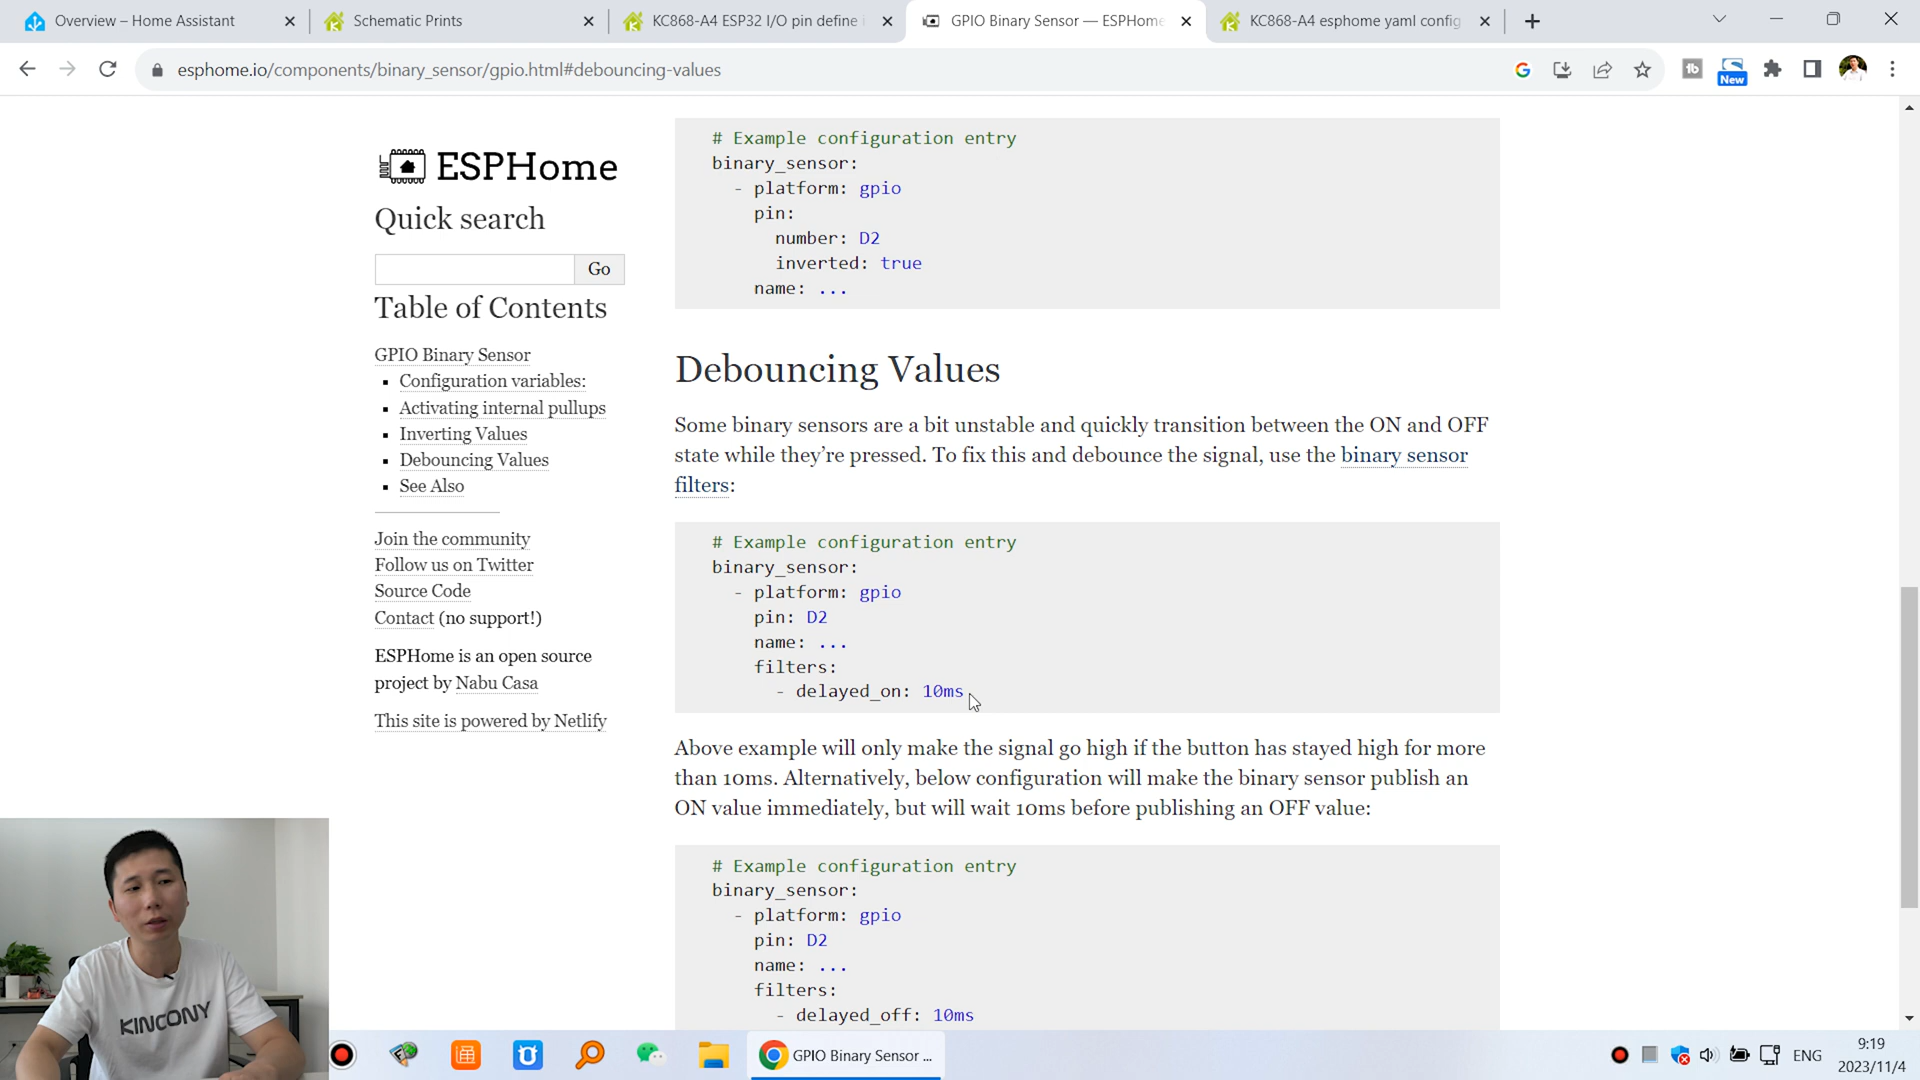 Overview – Home Assistant
Schematic Prints
KC868-A4 ESP32 I/O pin define i
GPIO Binary Sensor — ESPHome
KC868-A4 esphome yaml config
esphome.io/components/binary_sensor/gpio.html#debouncing-values
New
ESPHome
Quick search
Go
Table of Contents
GPIO Binary Sensor
Configuration variables:
Activating internal pullups
Inverting Values
Debouncing Values
See Also
Join the community
Follow us on Twitter
Source Code
Contact (no support!)
ESPHome is an open source
project by Nabu Casa
This site is powered by Netlify
# Example configuration entry
binary_sensor:
- platform: gpio
pin:
number: D2
inverted: true
name: ...
Debouncing Values
Some binary sensors are a bit unstable and quickly transition between the ON and OFF
state while they’re pressed. To fix this and debounce the signal, use the binary sensor
filters:
# Example configuration entry
binary_sensor:
- platform: gpio
pin: D2
name: ...
filters:
- delayed_on: 10ms
Above example will only make the signal go high if the button has stayed high for more
than 10ms. Alternatively, below configuration will make the binary sensor publish an
ON value immediately, but will wait 10ms before publishing an OFF value:
# Example configuration entry
binary_sensor:
- platform: gpio
pin: D2
name: ...
filters:
- delayed_off: 10ms
KINCONY
GPIO Binary Sensor ...
ENG
9:19
2023/11/4